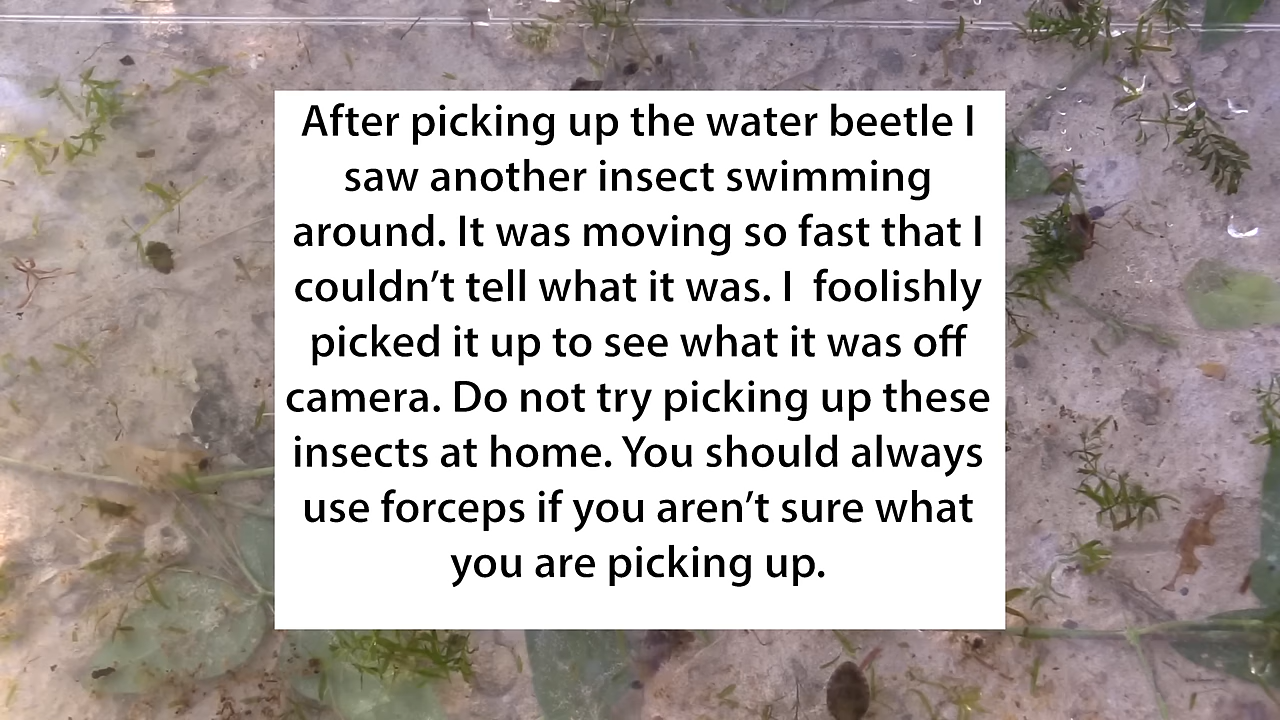 After picking up the water beetle I
saw another insect swimming
around. It was moving so fast that I
couldn’t tell what it was. I  foolishly
picked it up to see what it was off
camera. Do not try picking up these
insects at home. You should always
use forceps if you aren’t sure what
you are picking up.